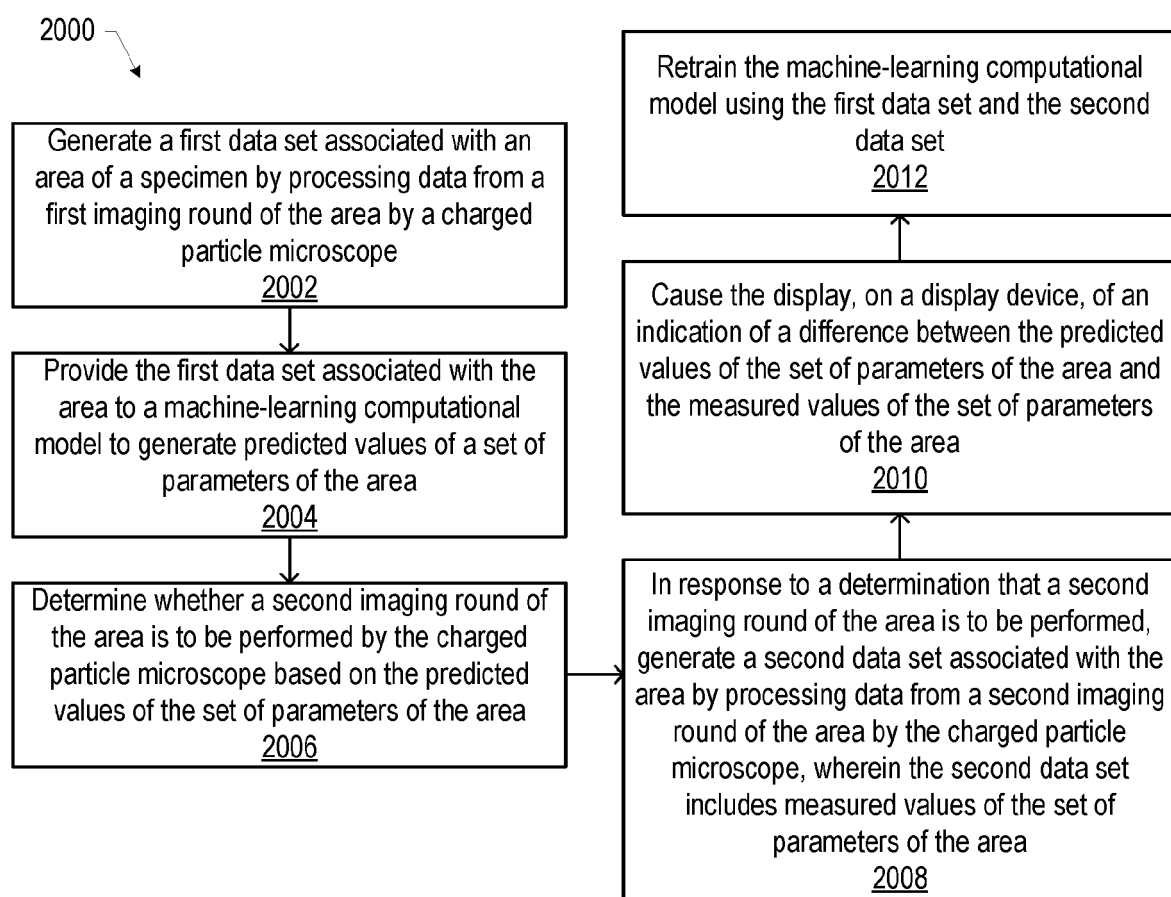 2000
Generate a first data set associated with an
area of a specimen by processing data from a
first imaging round of the area by a charged
particle microscope
2002
Provide the first data set associated with the
area to a machine-learning computational
model to generate predicted values of a set of
parameters of the area
2004
Determine whether a second imaging round of
the area is to be performed by the charged
particle microscope based on the predicted
values of the set of parameters of the area
2006
In response to a determination that a second
imaging round of the area is to be performed,
generate a second data set associated with the
area by processing data from a second imaging
round of the area by the charged particle
microscope, wherein the second data set
includes measured values of the set of
parameters of the area
2008
Cause the display, on a display device, of an
indication of a difference between the predicted
values of the set of parameters of the area and
the measured values of the set of parameters
of the area
2010
Retrain the machine-learning computational
model using the first data set and the second
data set
2012